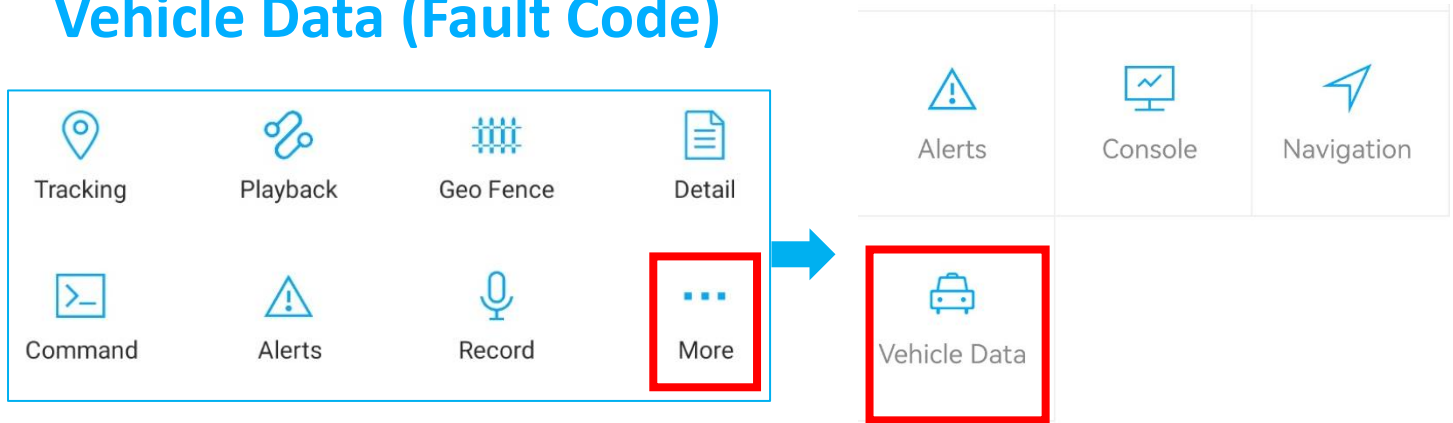 Vehicle Data (Fault Code)
Tracking
Playback
Geo Fence
Detail
Command
Alerts
Record
More
Alerts
Console
Navigation
Vehicle Data